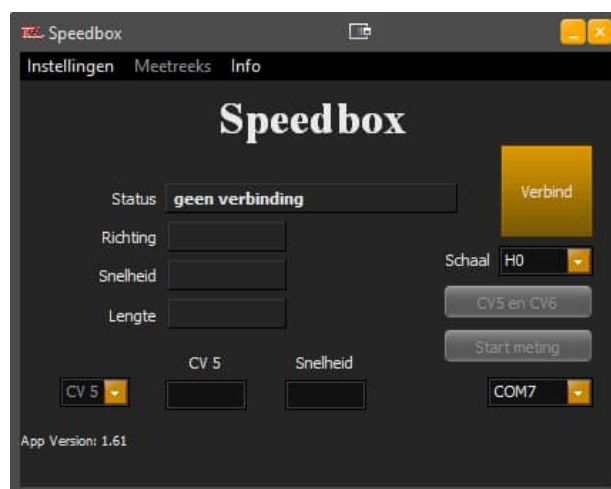 Speedbox
Instellingen Meetreeks Info
Speedbox
Verbind
Status geen verbinding
Richting
Schaal H0
Snelheid
CV5 en CV6
Lengte
Start meting
CV 5 Snelheid
CV 5
COM7
App Version: 1.61